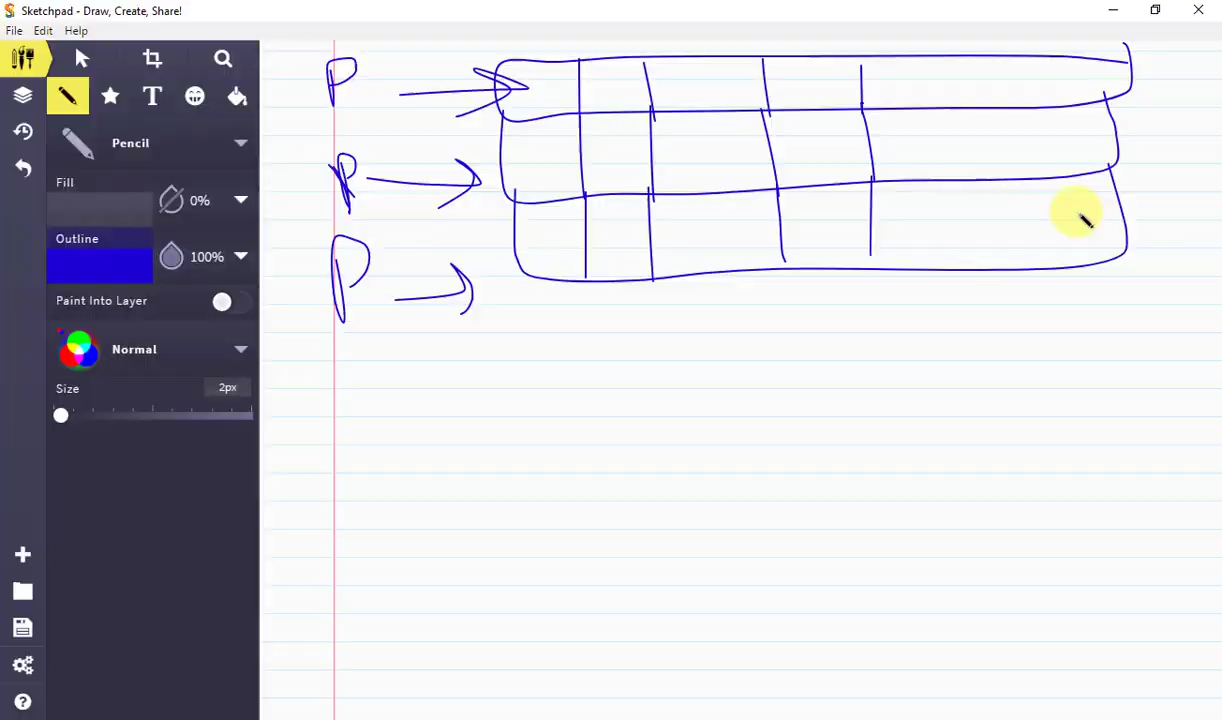 Sketchpad - Draw, Create, Share!
File Edit Help
P
P
P
Pencil
Fill
0%
Outline
100%
Paint Into Layer
Normal
Size
2px